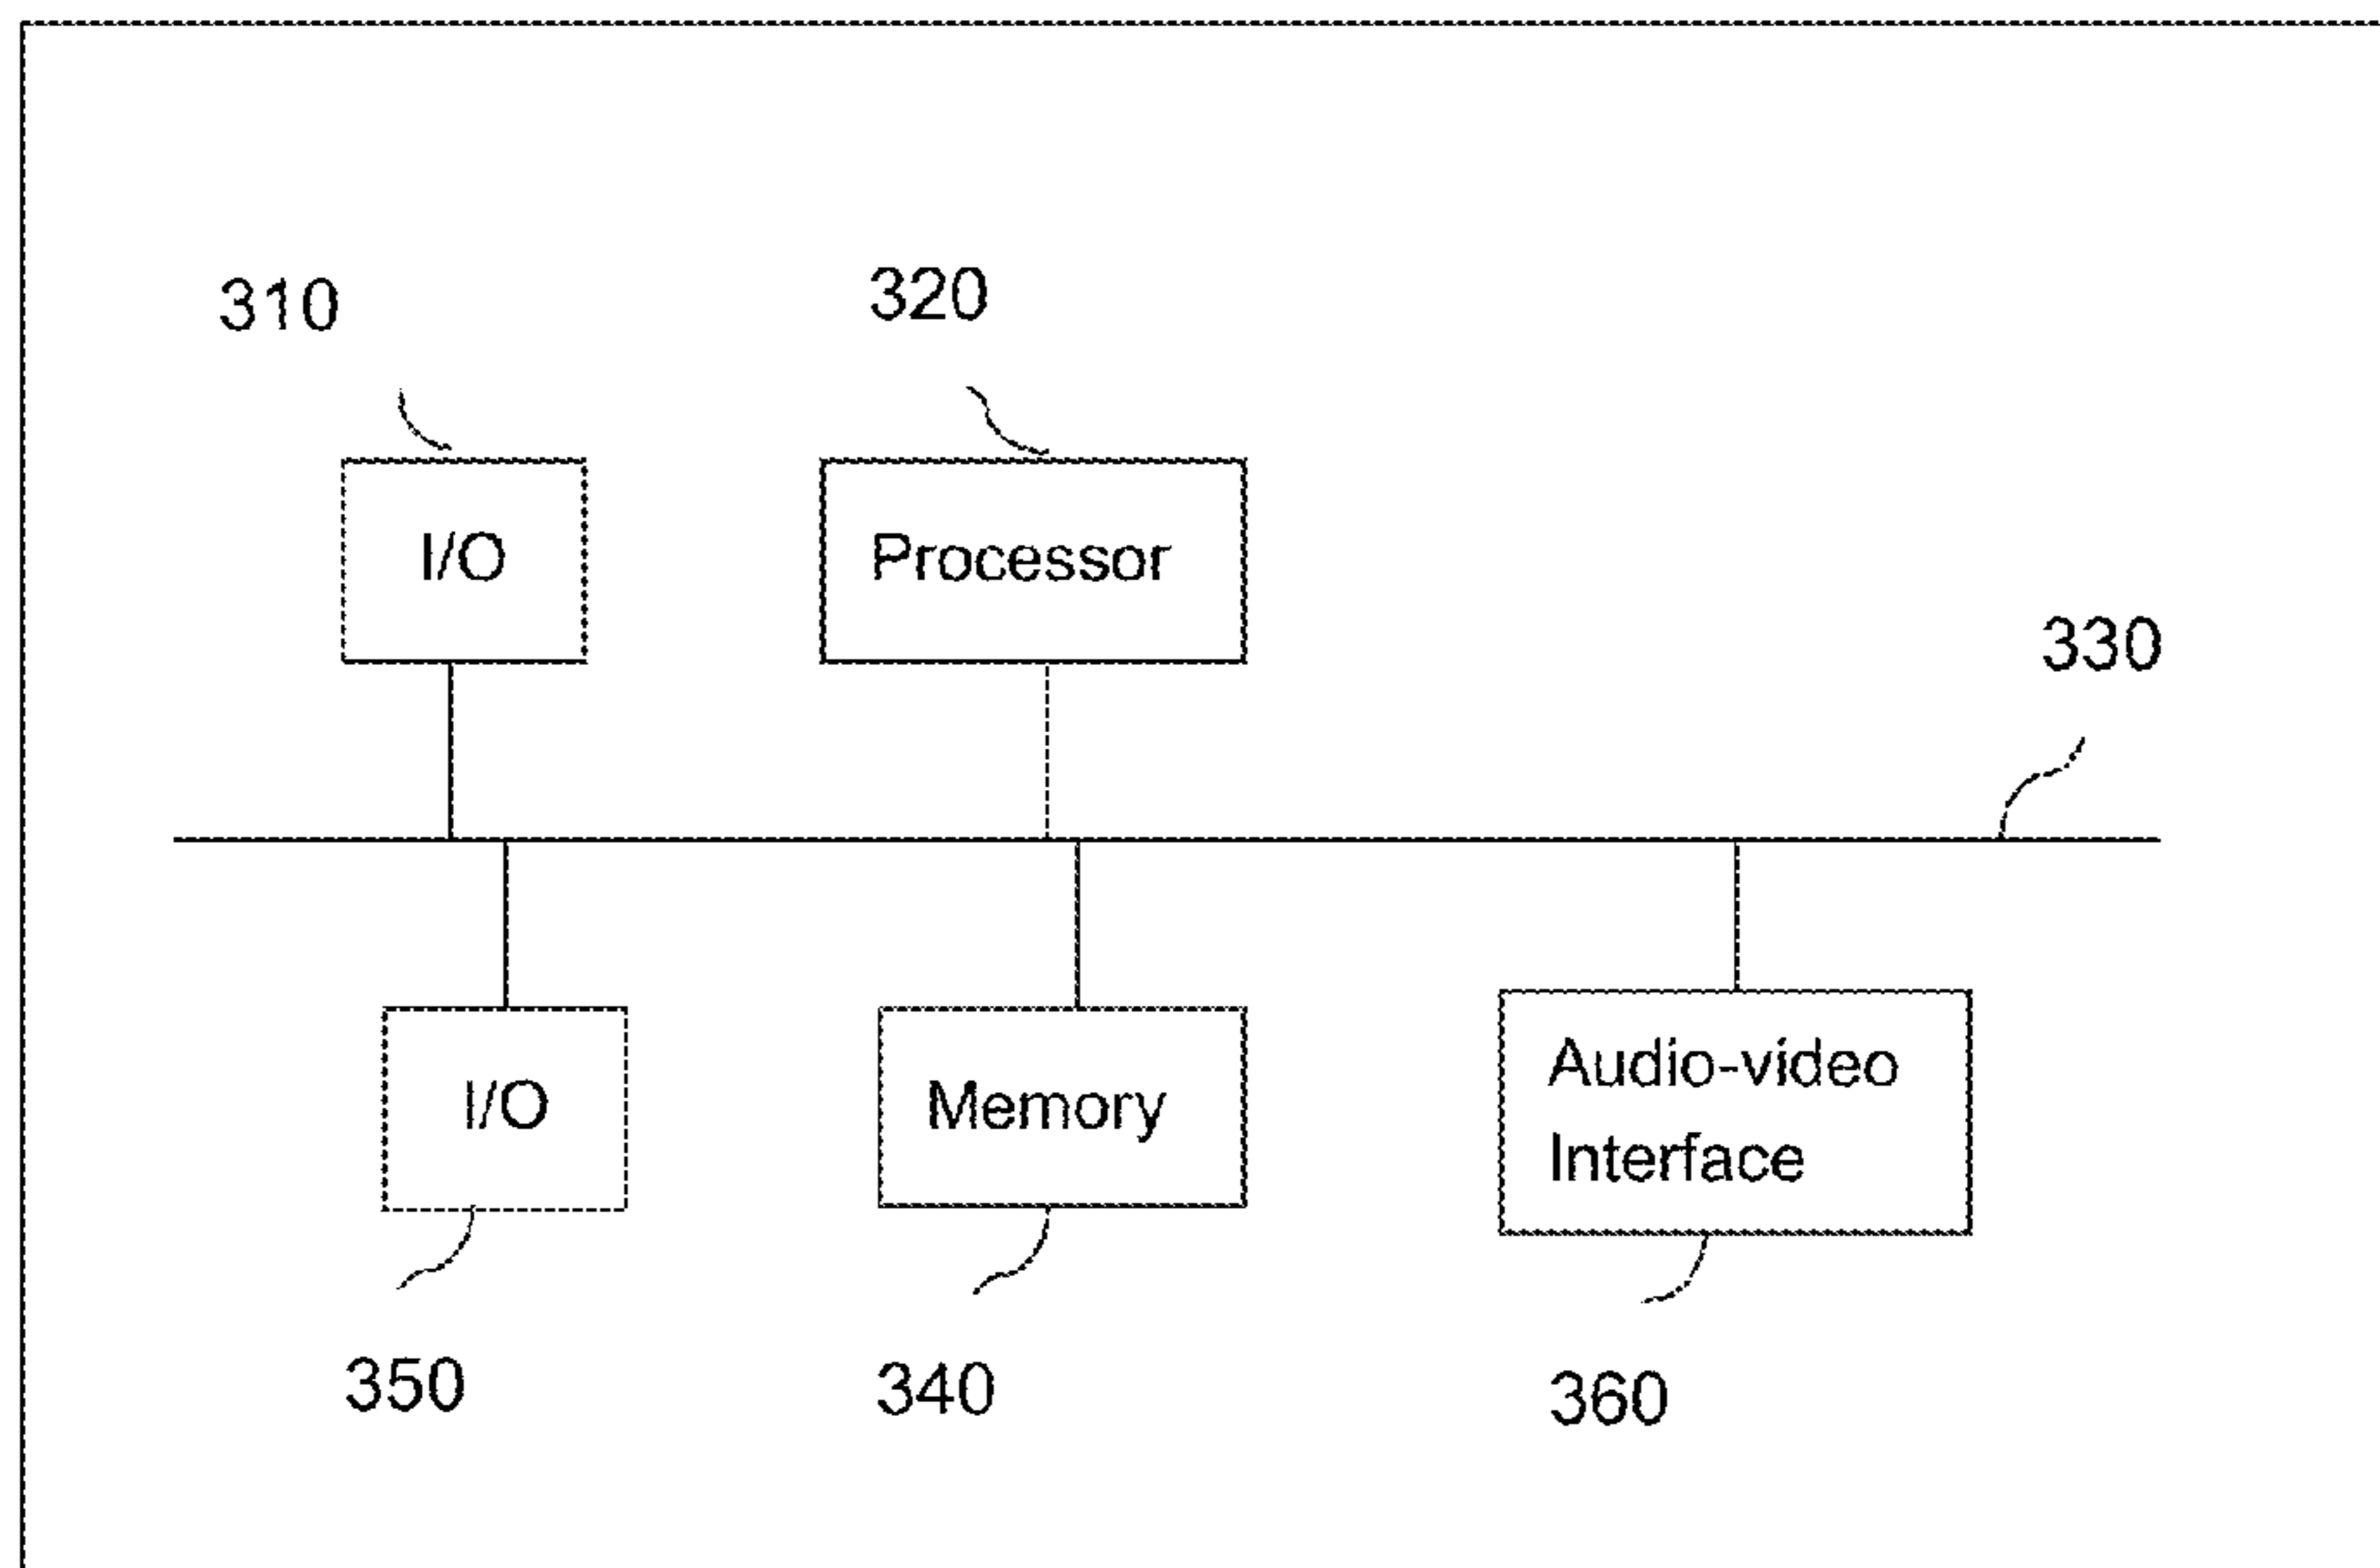 310
320
I/O
Processor
330
I/O
Memory
Audio-video
Interface
350
340
360